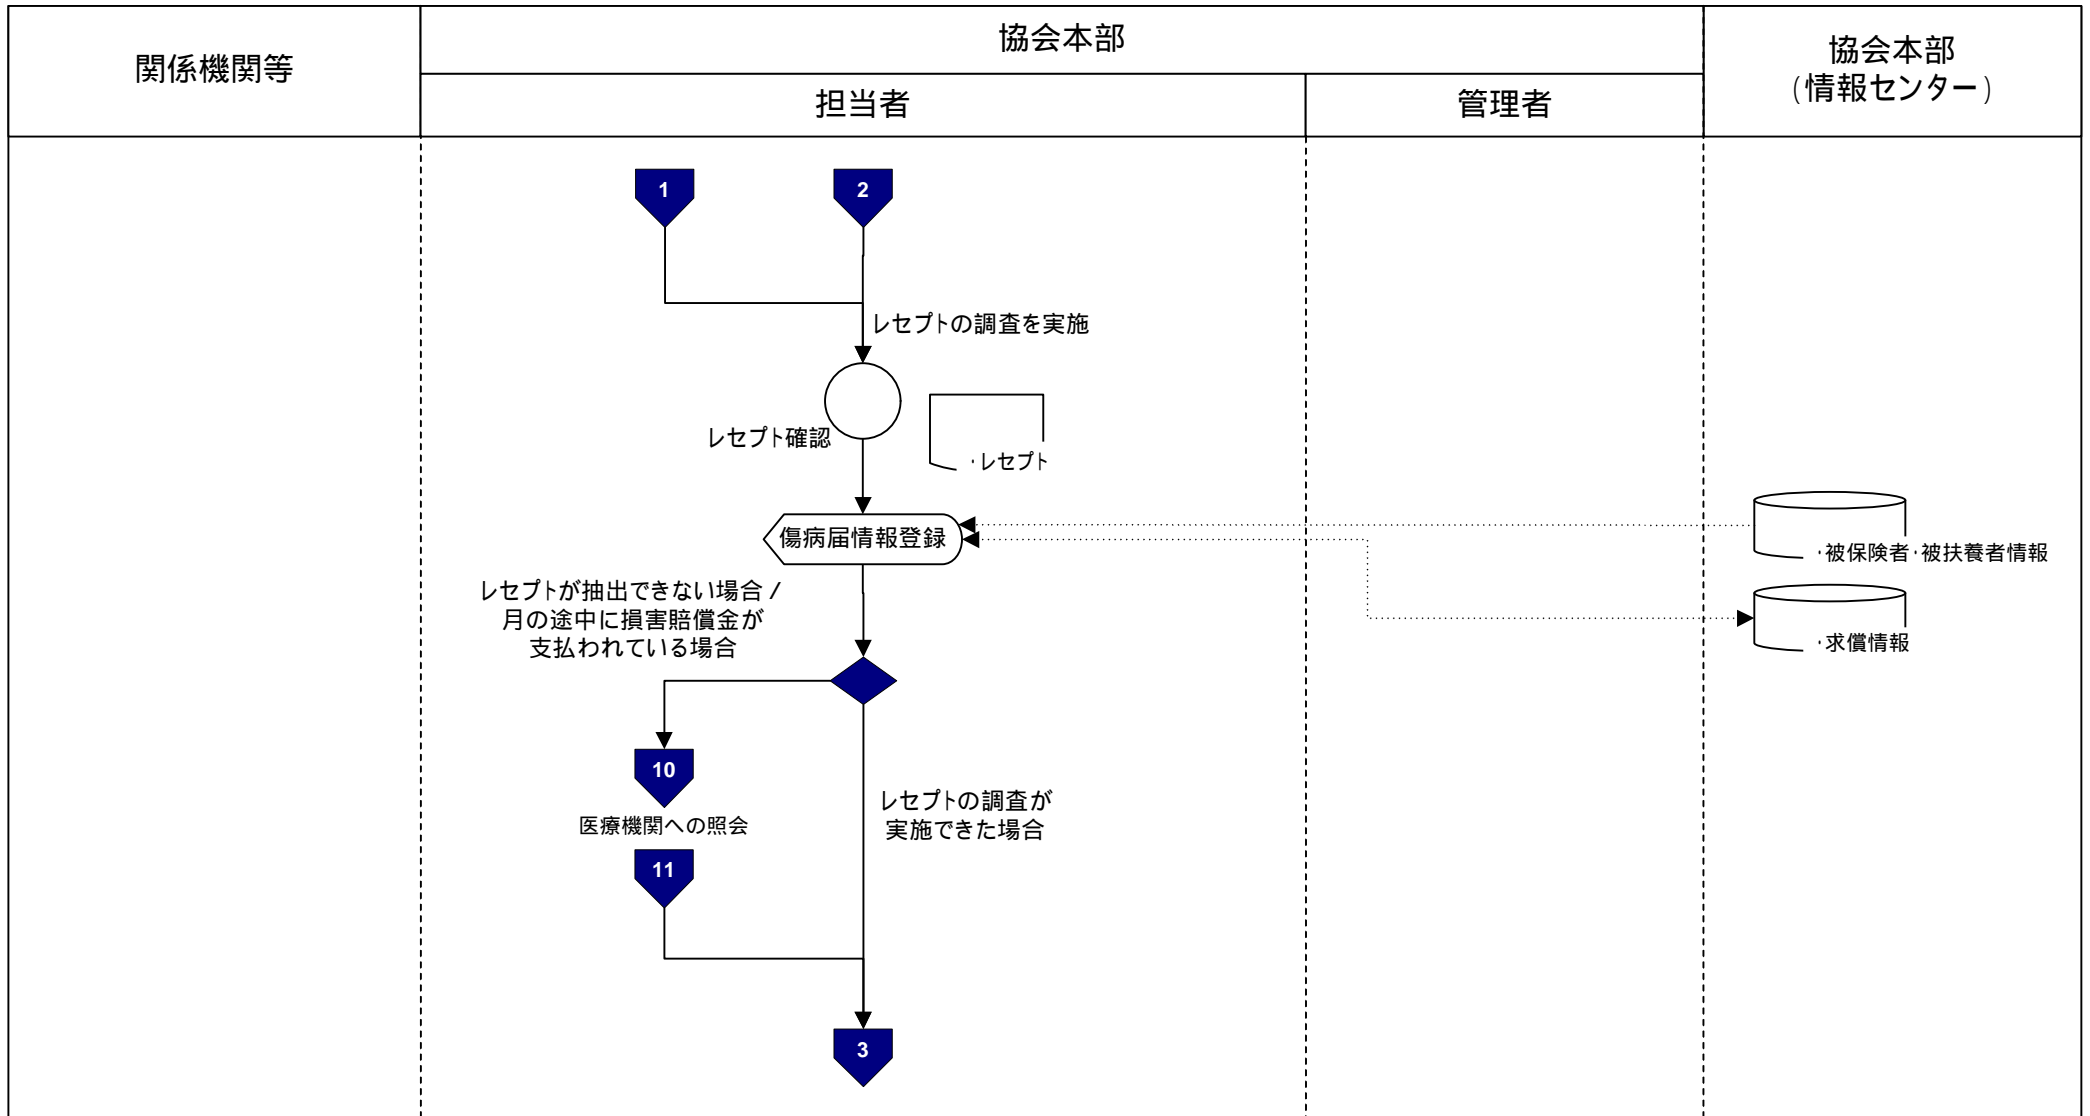 関係機関等
協会本部
協会本部
(情報センター)
担当者
管理者
1
2
レセプトの調査を実施
レセプト確認
・レセプト
傷病届情報登録
・被保険者・被扶養者情報
レセプトが抽出できない場合/
月の途中に損害賠償金が
支払われている場合
・求償情報
10
レセプトの調査が
実施できた場合
医療機関への照会
11
3